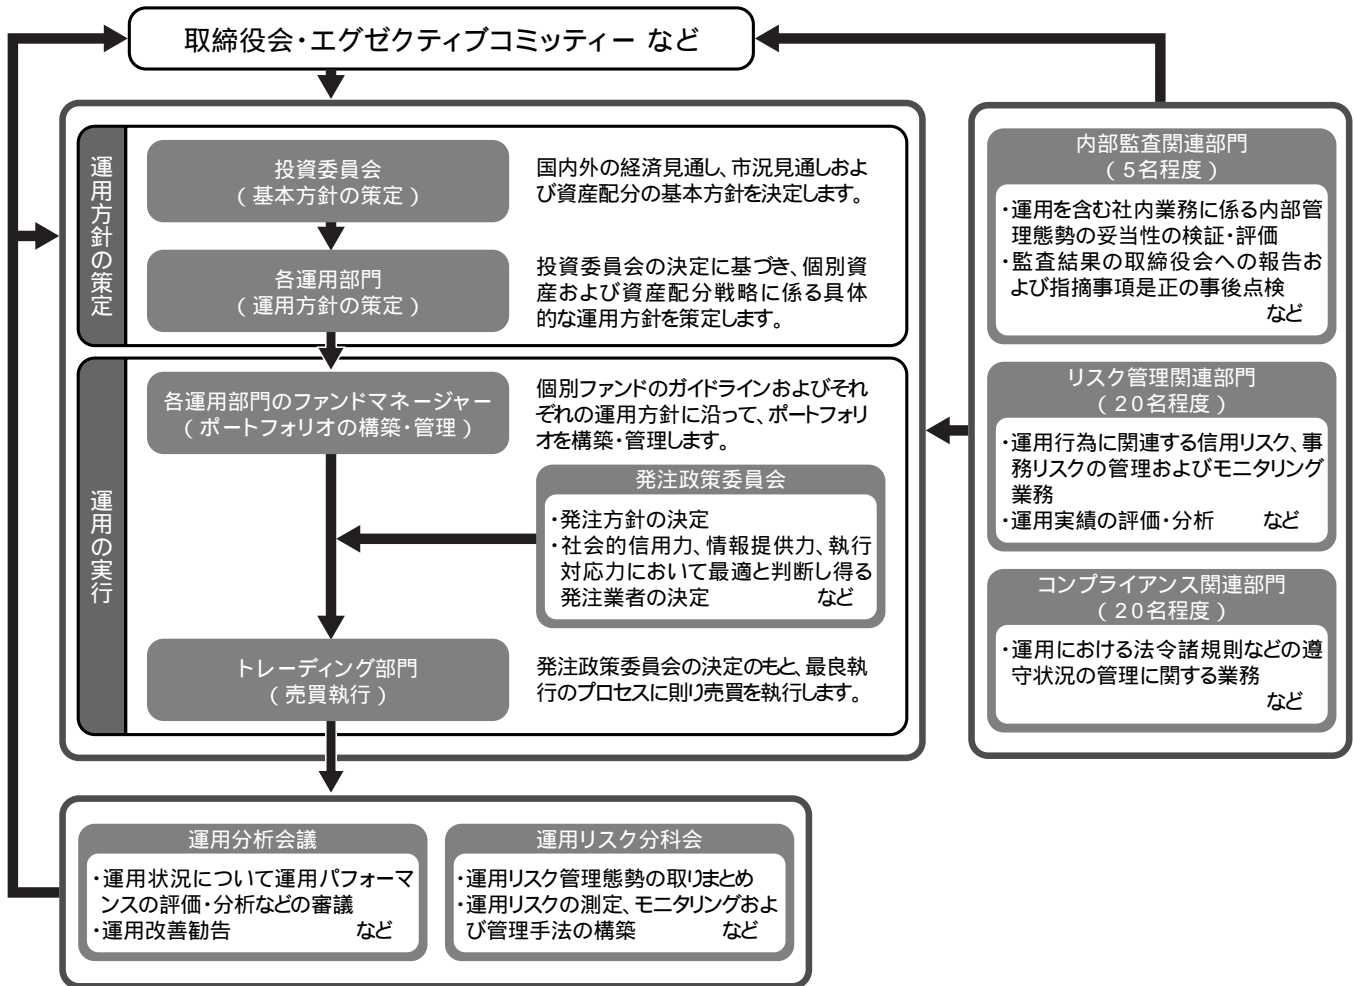 取締役会・エグゼクティブコミッティー など
運用方針の策定
投資委員会
(基本方針の策定)
国内外の経済見通し、市況見通しおよ
び資産配分の基本方針を決定します。
各運用部門
(運用方針の策定)
投資委員会の決定に基づき、個別資
産および資産配分戦略に係る具体
的な運用方針を策定します。
運用の実行
各運用部門のファンドマネージャー
(ポートフォリオの構築・管理)
個別ファンドのガイドラインおよびそれ
ぞれの運用方針に沿って、ポートフォリ
オを構築・管理します。
発注政策委員会
・発注方針の決定
・社会的信用力、情報提供力、執行
対応力において最適と判断し得る
発注業者の決定 など
トレーディング部門
(売買執行)
発注政策委員会の決定のもと、最良執
行のプロセスに則り売買を執行します。
内部監査関連部門
(5名程度)
・運用を含む社内業務に係る内部管
理態勢の妥当性の検証・評価
・監査結果の取締役会への報告お
よび指摘事項是正の事後点検
など
リスク管理関連部門
(20名程度)
・運用行為に関連する信用リスク、事
務リスクの管理およびモニタリング
業務
・運用実績の評価・分析 など
コンプライアンス関連部門
(20名程度)
・運用における法令諸規則などの遵
守状況の管理に関する業務
など
運用分析会議
・運用状況について運用パフォーマ
ンスの評価・分析などの審議
・運用改善勧告 など
運用リスク分科会
・運用リスク管理態勢の取りまとめ
・運用リスクの測定、モニタリングおよ
び管理手法の構築 など